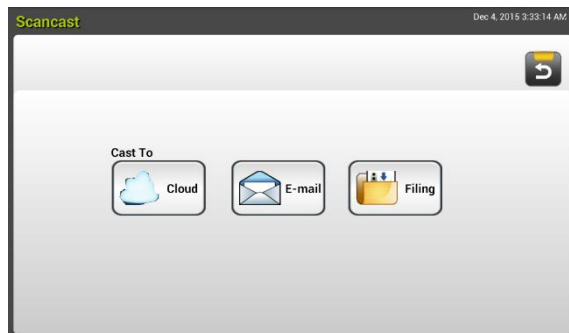 Scancast
Dec 4, 2015 3:33:14 AM
Cast To
Cloud
E-mail
Filing